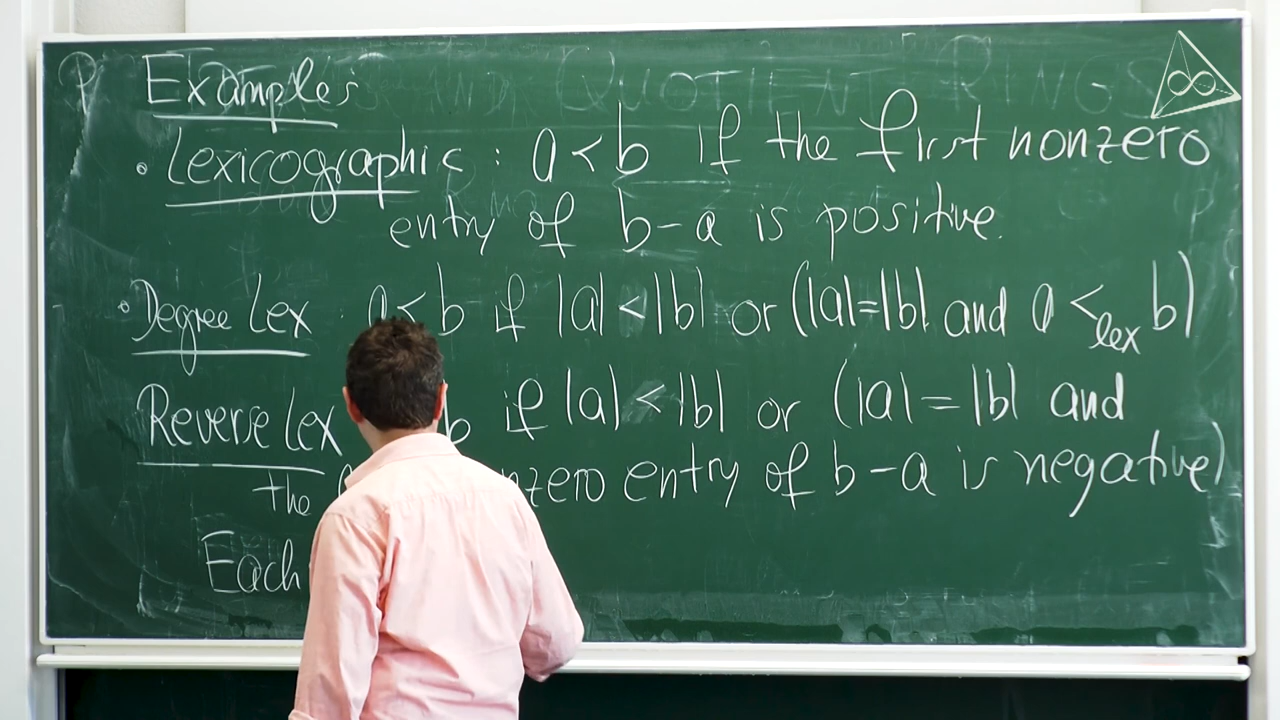 Examples
• Lexicographic : a < b if the first nonzero
entry of b-a is positive.
• Degree Lex : a < b if |a| < |b| or (|a|=|b| and a <lex b)
Reverse Lex b if |a| < |b| or (|a| = |b| and
the nzero entry of b-a is negative)
Each